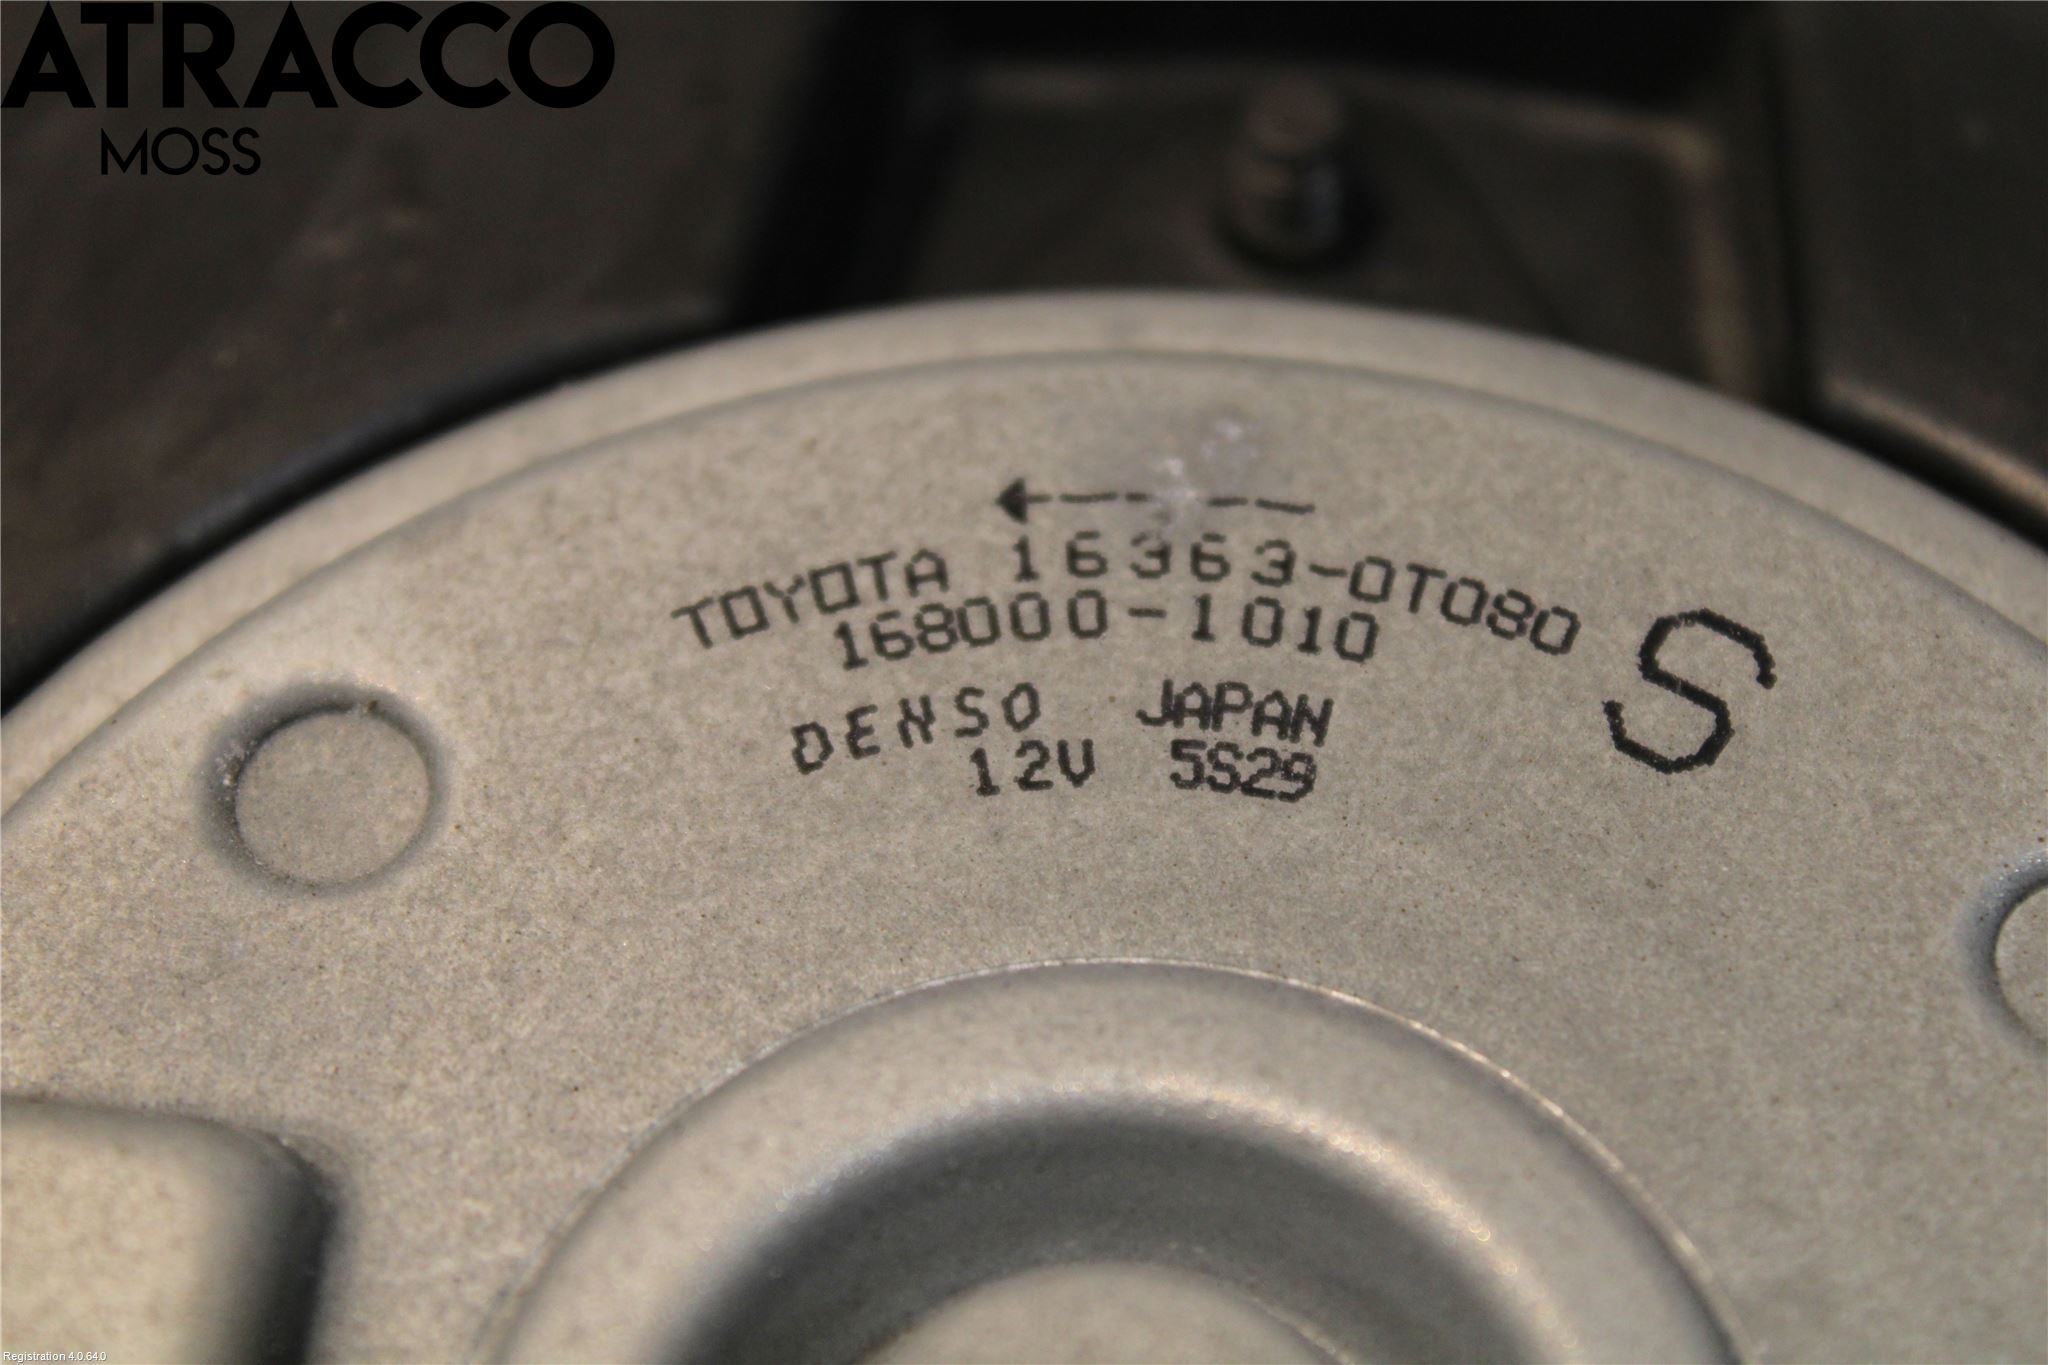 ATRACCO
MOSS
TOYOTA 16363-0T080
168000-1010
S
DENSO JAPAN
12V 5S29
Registration 4.0.64.0